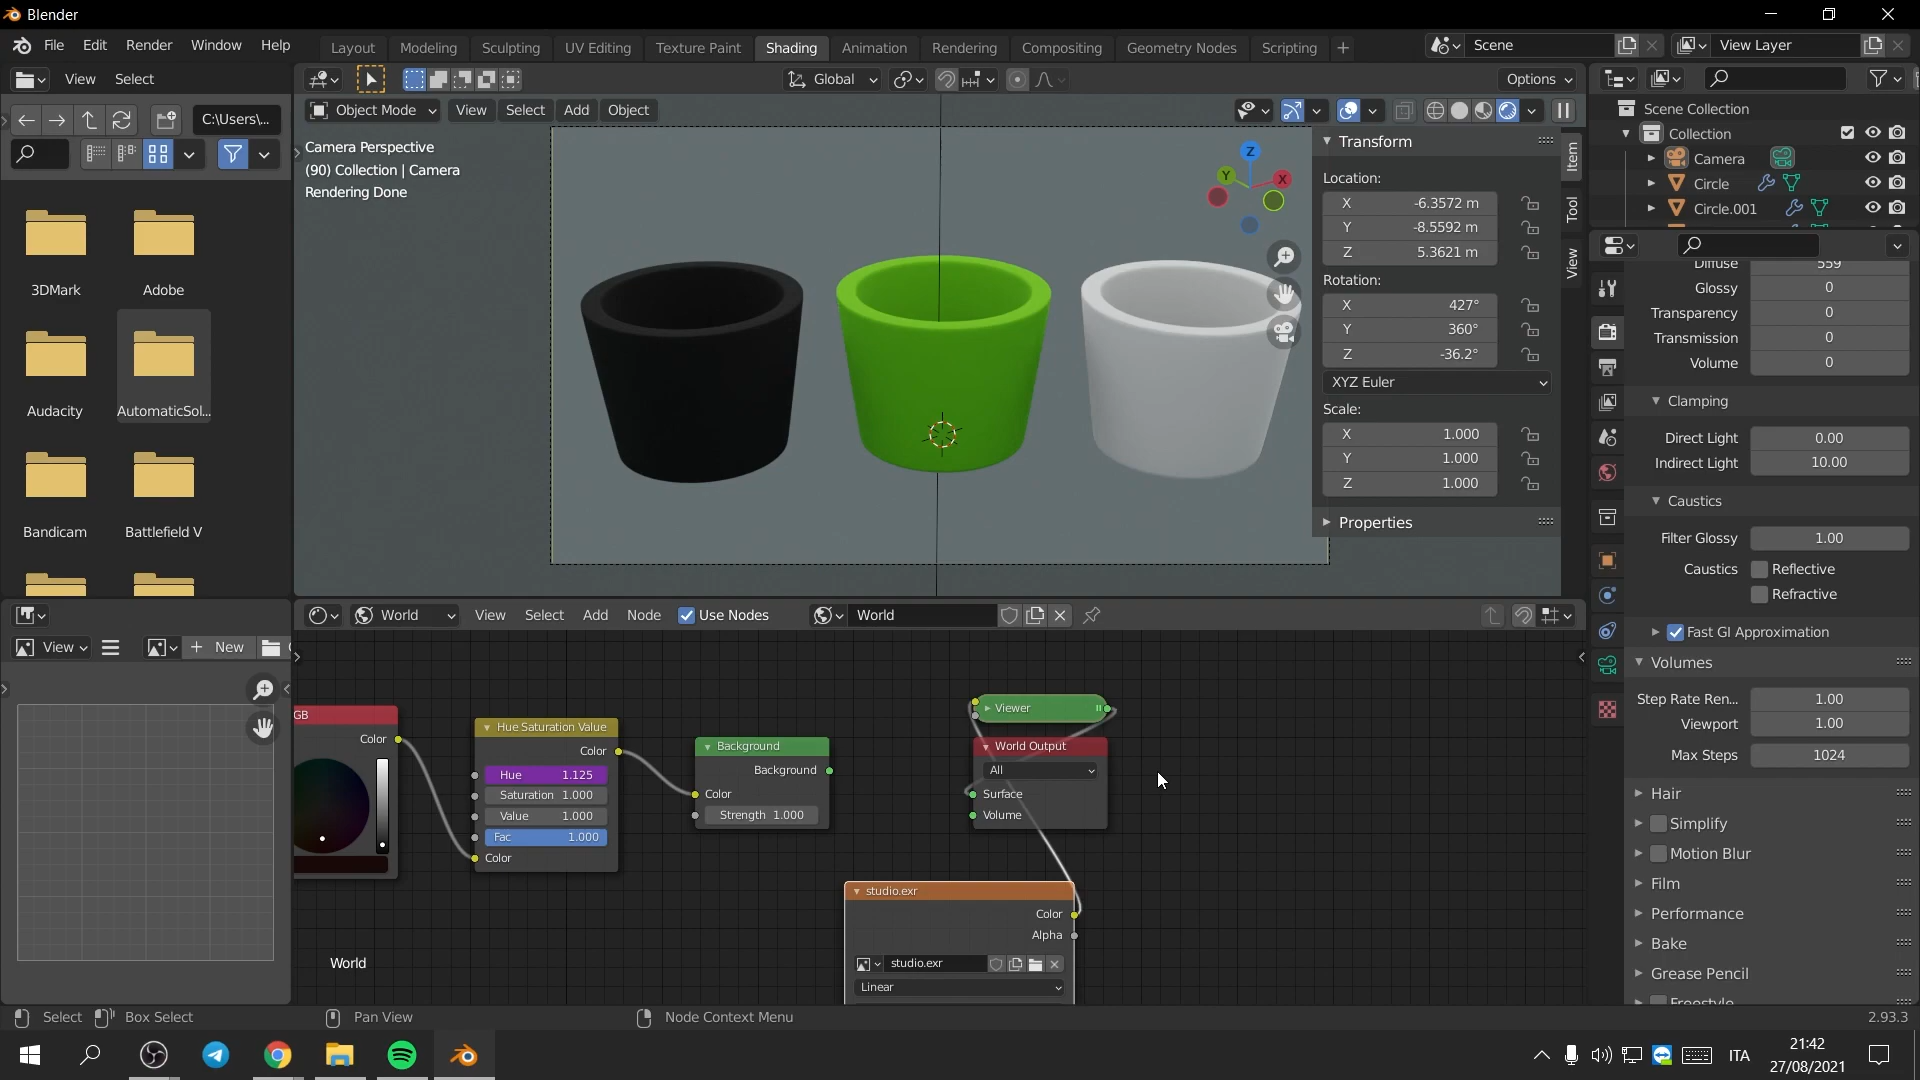 Blender
File Edit Render Window Help
Layout Modeling Sculpting UV Editing Texture Paint Shading Animation Rendering Compositing Geometry Nodes Scripting +
Scene
View Layer
View Select
Global
Options
C:\Users\...
Object Mode View Select Add Object
Camera Perspective
(90) Collection | Camera
Rendering Done
3DMark
Adobe
Audacity
AutomaticSol...
Bandicam
Battlefield V
Z
Y
X
Transform
Location:
X -6.3572 m
Y -8.5592 m
Z 5.3621 m
Rotation:
X 427°
Y 360°
Z -36.2°
XYZ Euler
Scale:
X 1.000
Y 1.000
Z 1.000
Properties
Item
Tool
View
Scene Collection
Collection
Camera
Circle
Circle.001
Diffuse 559
Glossy 0
Transparency 0
Transmission 0
Volume 0
Clamping
Direct Light 0.00
Indirect Light 10.00
Caustics
Filter Glossy 1.00
Caustics Reflective
Refractive
Fast GI Approximation
Volumes
Step Rate Ren... 1.00
Viewport 1.00
Max Steps 1024
Hair
Simplify
Motion Blur
Film
Performance
Bake
Grease Pencil
Freestyle
View
+ New
World View Select Add Node Use Nodes
World
GB
Color
Hue Saturation Value
Color
Hue 1.125
Saturation 1.000
Value 1.000
Fac 1.000
Color
Background
Background
Color
Strength 1.000
Viewer
World Output
All
Surface
Volume
studio.exr
Color
Alpha
studio.exr
Linear
World
Select Box Select Pan View Node Context Menu 2.93.3
ITA
21:42
27/08/2021